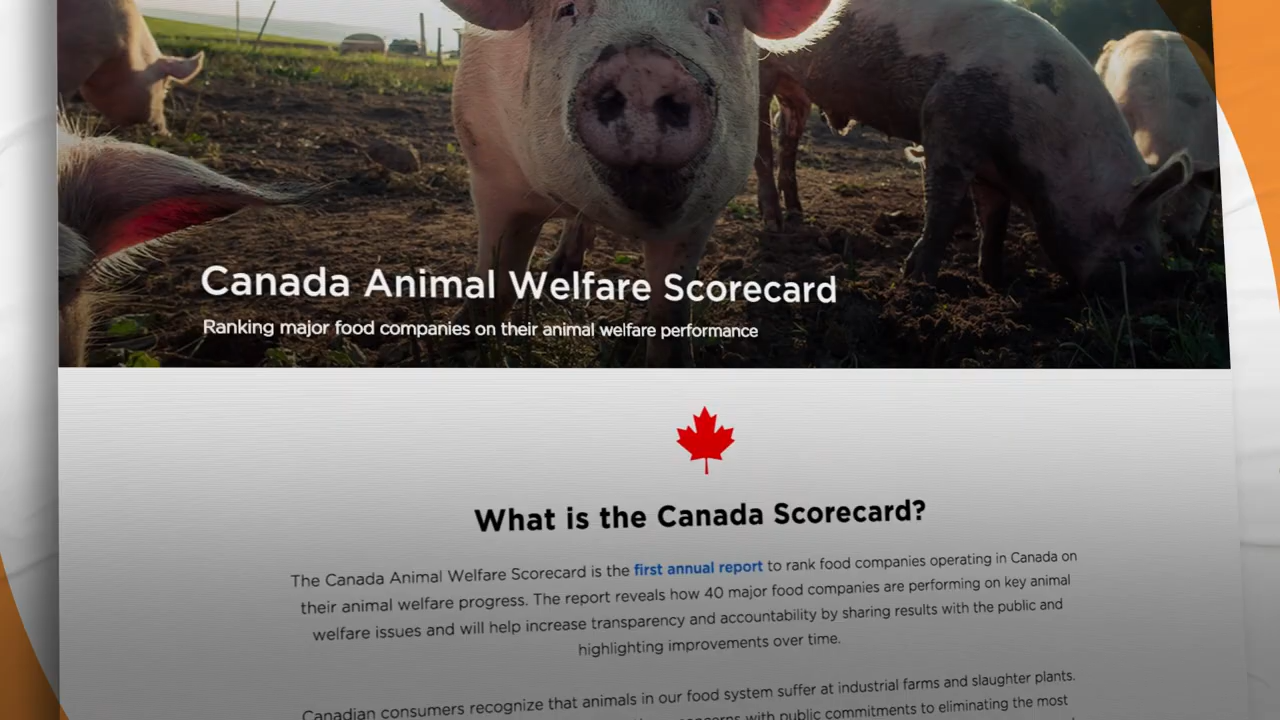 Canada Animal Welfare Scorecard
Ranking major food companies on their animal welfare performance
What is the Canada Scorecard?
The Canada Animal Welfare Scorecard is the first annual report to rank food companies operating in Canada on
their animal welfare progress. The report reveals how 40 major food companies are performing on key animal
welfare issues and will help increase transparency and accountability by sharing results with the public and
highlighting improvements over time.
Canadian consumers recognize that animals in our food system suffer at industrial farms and slaughter plants.
with public commitments to eliminating the most